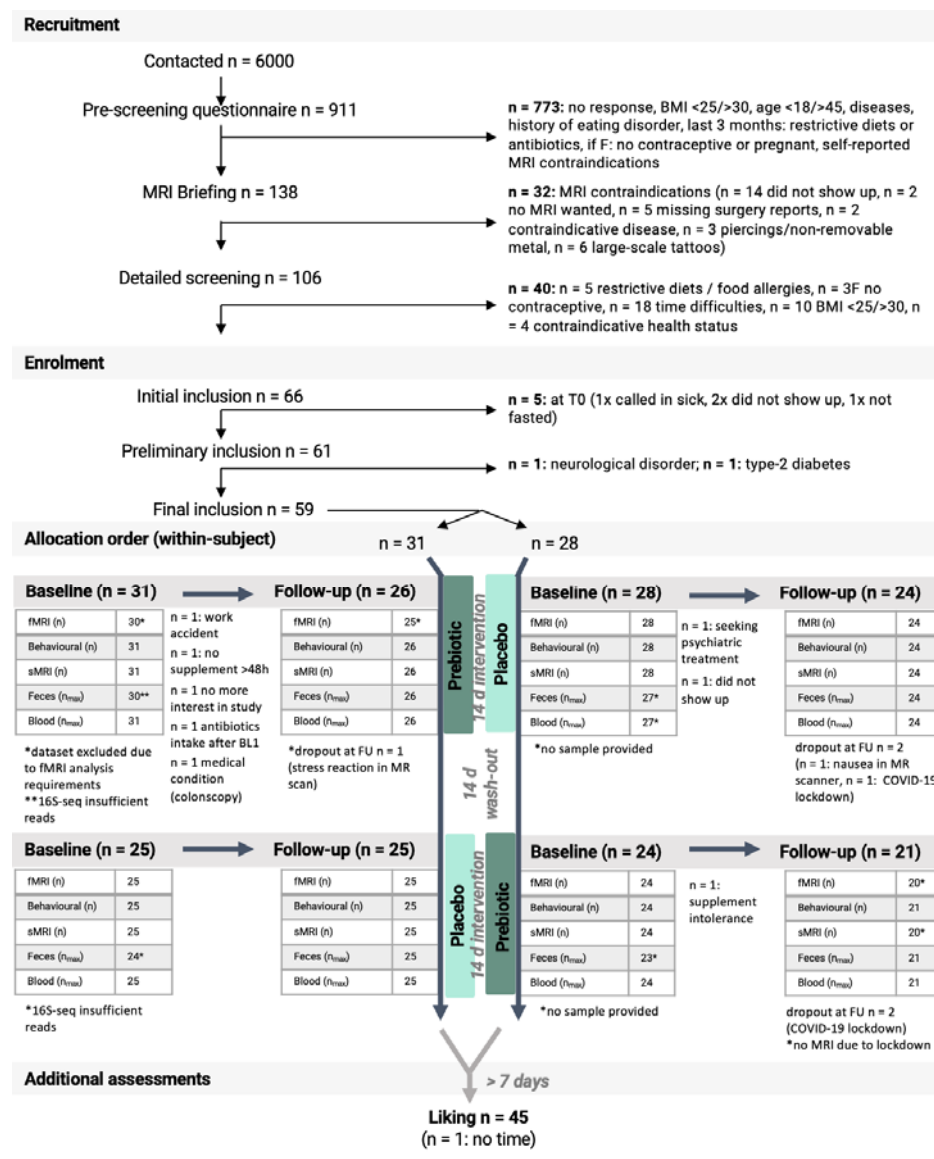 Recruitment
Contacted n = 6000
Pre-screening questionnaire n = 911
n = 773: no response, BMI <25/>30, age <18/>45, diseases,
history of eating disorder, last 3 months: restrictive diets or
antibiotics, if F: no contraceptive or pregnant, self-reported
MRI contraindications
MRI Briefing n = 138
n = 32: MRI contraindications (n = 14 did not show up, n = 2
no MRI wanted, n = 5 missing surgery reports, n = 2
contraindicative disease, n = 3 piercings/non-removable
metal, n = 6 large-scale tattoos)
Detailed screening n = 106
n = 40: n = 5 restrictive diets / food allergies, n = 3F no
contraceptive, n = 18 time difficulties, n = 10 BMI <25/>30, n
= 4 contraindicative health status
Enrolment
Initial inclusion n = 66
n = 5: at T0 (1x called in sick, 2x did not show up, 1x not
fasted)
Preliminary inclusion n = 61
n = 1: neurological disorder; n = 1: type-2 diabetes
Final inclusion n = 59
Allocation order (within-subject)
n = 31
n = 28
Baseline (n = 31)
fMRI (n) 30*
Behavioural (n) 31
sMRI (n) 31
Feces (nmax) 30**
Blood (nmax) 31
*dataset excluded due
to fMRI analysis
requirements
**16S-seq insufficient
reads
n = 1: work
accident
n = 1: no
supplement >48h
n = 1 no more
interest in study
n = 1 antibiotics
intake after BL1
n = 1 medical
condition
(colonscopy)
Follow-up (n = 26)
fMRI (n) 25*
Behavioural (n) 26
sMRI (n) 26
Feces (nmax) 26
Blood (nmax) 26
*dropout at FU n = 1
(stress reaction in MR
scan)
Prebiotic
14 d intervention
Placebo
Baseline (n = 28)
fMRI (n) 28
Behavioural (n) 28
sMRI (n) 28
Feces (nmax) 27*
Blood (nmax) 27*
*no sample provided
n = 1: seeking
psychiatric
treatment
n = 1: did not
show up
Follow-up (n = 24)
fMRI (n) 24
Behavioural (n) 24
sMRI (n) 24
Feces (nmax) 24
Blood (nmax) 24
dropout at FU n = 2
(n = 1: nausea in MR
scanner, n = 1: COVID-19
lockdown)
14 d
wash-out
Baseline (n = 25)
fMRI (n) 25
Behavioural (n) 25
sMRI (n) 25
Feces (nmax) 24*
Blood (nmax) 25
*16S-seq insufficient
reads
Follow-up (n = 25)
fMRI (n) 25
Behavioural (n) 25
sMRI (n) 25
Feces (nmax) 25
Blood (nmax) 25
Placebo
14 d intervention
Prebiotic
Baseline (n = 24)
fMRI (n) 24
Behavioural (n) 24
sMRI (n) 24
Feces (nmax) 23*
Blood (nmax) 24
*no sample provided
n = 1:
supplement
intolerance
Follow-up (n = 21)
fMRI (n) 20*
Behavioural (n) 21
sMRI (n) 20*
Feces (nmax) 21
Blood (nmax) 21
dropout at FU n = 2
(COVID-19 lockdown)
*no MRI due to lockdown
Additional assessments
> 7 days
Liking n = 45
(n = 1: no time)